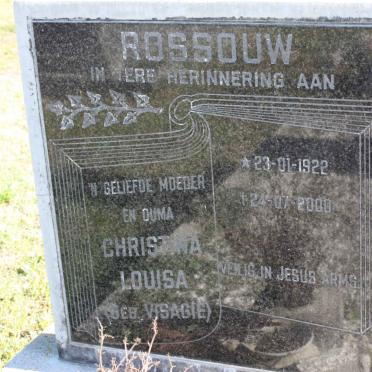 ROSSOUW
IN TERE HERINNERING AAN
'N GELIEFDE MOEDER
EN OUMA
CHRISTINA
LOUISA
(GEB. VISAGIE)
★23-01-1922
†24-07-2000
VEILIG IN JESUS ARMS